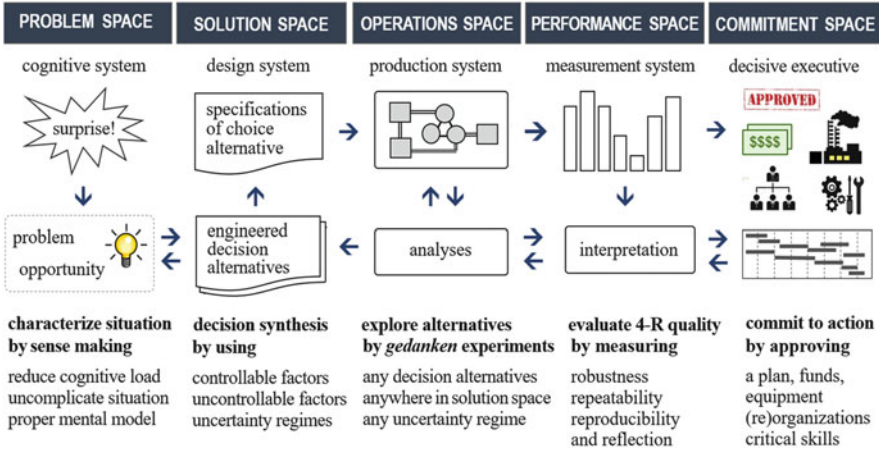 PROBLEM SPACE
SOLUTION SPACE
OPERATIONS SPACE
PERFORMANCE SPACE
COMMITMENT SPACE
cognitive system
design system
production system
measurement system
decisive executive
surprise!
specifications
of choice
alternative
APPROVED
$$$$
problem
opportunity
engineered
decision
alternatives
analyses
interpretation
characterize situation
by sense making
reduce cognitive load
uncomplicate situation
proper mental model
decision synthesis
by using
controllable factors
uncontrollable factors
uncertainty regimes
explore alternatives
by gedanken experiments
any decision alternatives
anywhere in solution space
any uncertainty regime
evaluate 4-R quality
by measuring
robustness
repeatability
reproducibility
and reflection
commit to action
by approving
a plan, funds,
equipment
(re)organizations
critical skills